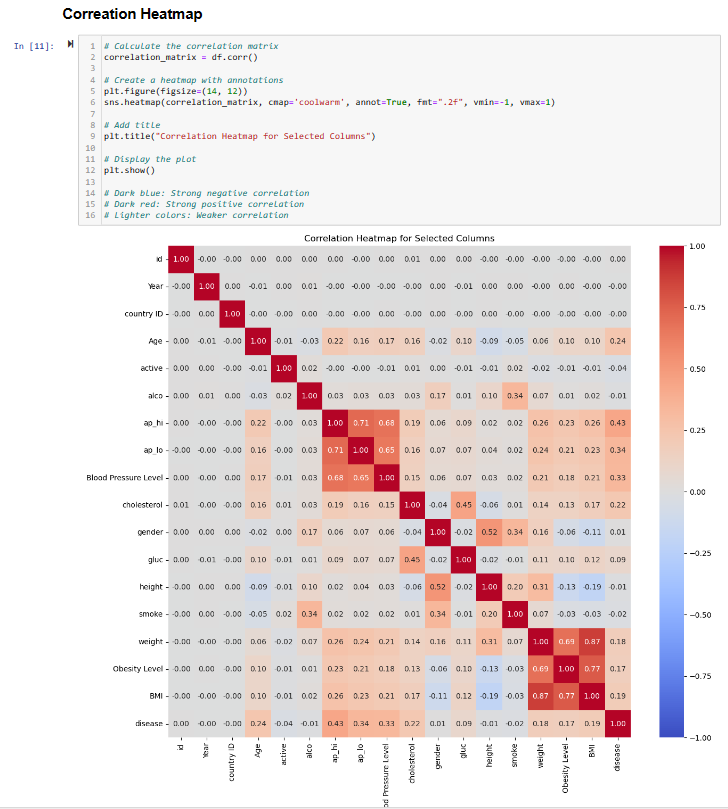 Correation Heatmap
In [11]:
1 # Calculate the correlation matrix
2 correlation_matrix = df.corr()
3
4 # Create a heatmap with annotations
5 plt.figure(figsize=(14, 12))
6 sns.heatmap(correlation_matrix, cmap='coolwarm', annot=True, fmt=".2f", vmin=-1, vmax=1)
7
8 # Add title
9 plt.title("Correlation Heatmap for Selected Columns")
10
11 # Display the plot
12 plt.show()
13
14 # Dark blue: Strong negative correlation
15 # Dark red: Strong positive correlation
16 # Lighter colors: Weaker correlation
Correlation Heatmap for Selected Columns
id 1.00 -0.00 -0.00 0.00 0.00 -0.00 0.00 -0.00 -0.00 0.01 -0.00 0.00 -0.00 -0.00 -0.00 -0.00 -0.00 0.00
Year -0.00 1.00 0.00 -0.01 0.00 0.01 -0.00 -0.00 -0.00 -0.00 0.00 -0.01 0.00 0.00 -0.00 0.00 -0.00 -0.00
country ID -0.00 0.00 1.00 -0.00 0.00 0.00 -0.00 -0.00 -0.00 -0.00 0.00 -0.00 0.00 -0.00 -0.00 -0.00 -0.00 -0.00
Age 0.00 -0.01 -0.00 1.00 -0.01 -0.03 0.22 0.16 0.17 0.16 -0.02 0.10 -0.09 -0.05 0.06 0.10 0.10 0.24
active 0.00 0.00 0.00 -0.01 1.00 0.02 -0.00 -0.00 -0.01 0.01 0.00 -0.01 -0.01 0.02 -0.02 -0.01 -0.01 -0.04
alco -0.00 0.01 0.00 -0.03 0.02 1.00 0.03 0.03 0.03 0.03 0.17 0.01 0.10 0.34 0.07 0.01 0.02 -0.01
ap_hi -0.00 -0.00 -0.00 0.22 -0.00 0.03 1.00 0.71 0.68 0.19 0.06 0.09 0.02 0.02 0.26 0.23 0.26 0.43
ap_lo -0.00 -0.00 -0.00 0.16 -0.00 0.03 0.71 1.00 0.65 0.16 0.07 0.07 0.04 0.02 0.24 0.21 0.23 0.34
Blood Pressure Level -0.00 -0.00 -0.00 0.17 -0.01 0.03 0.68 0.65 1.00 0.15 0.06 0.07 0.03 0.02 0.21 0.18 0.21 0.33
cholesterol 0.01 -0.00 -0.00 0.16 0.01 0.03 0.19 0.16 0.15 1.00 -0.04 0.45 -0.06 0.01 0.14 0.13 0.17 0.22
gender -0.00 0.00 0.00 -0.02 0.00 0.17 0.06 0.07 0.06 -0.04 1.00 -0.02 0.52 0.34 0.16 -0.06 -0.11 0.01
gluc 0.00 -0.01 -0.00 0.10 -0.01 0.01 0.09 0.07 0.07 0.45 -0.02 1.00 -0.02 -0.01 0.11 0.10 0.12 0.09
height -0.00 0.00 0.00 -0.09 -0.01 0.10 0.02 0.04 0.03 -0.06 0.52 -0.02 1.00 0.20 0.31 -0.13 -0.19 -0.01
smoke -0.00 0.00 -0.00 -0.05 0.02 0.34 0.02 0.02 0.02 0.01 0.34 -0.01 0.20 1.00 0.07 -0.03 -0.03 -0.02
weight -0.00 -0.00 -0.00 0.06 -0.02 0.07 0.26 0.24 0.21 0.14 0.16 0.11 0.31 0.07 1.00 0.69 0.87 0.18
Obesity Level -0.00 0.00 -0.00 0.10 -0.01 0.01 0.23 0.21 0.18 0.13 -0.06 0.10 -0.13 -0.03 0.69 1.00 0.77 0.17
BMI -0.00 -0.00 -0.00 0.10 -0.01 0.02 0.26 0.23 0.21 0.17 -0.11 0.12 -0.19 -0.03 0.87 0.77 1.00 0.19
disease 0.00 -0.00 -0.00 0.24 -0.04 -0.01 0.43 0.34 0.33 0.22 0.01 0.09 -0.01 -0.02 0.18 0.17 0.19 1.00
id
Year
country ID
Age
active
alco
ap_hi
ap_lo
d Pressure Level
cholesterol
gender
gluc
height
smoke
weight
Obesity Level
BMI
disease
1.00
0.75
0.50
0.25
0.00
−0.25
−0.50
−0.75
−1.00